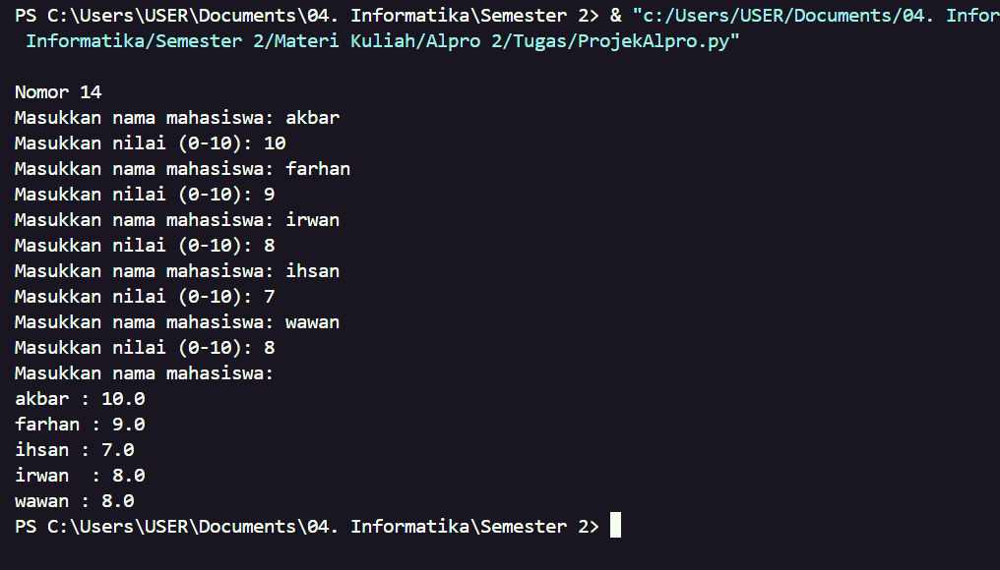 PS C:\Users\USER\Documents\04. Informatika\Semester 2> & "c:/Users/USER/Documents/04. Infor
Informatika/Semester 2/Materi Kuliah/Alpro 2/Tugas/ProjekAlpro.py"
Nomor 14
Masukkan nama mahasiswa: akbar
Masukkan nilai (0-10): 10
Masukkan nama mahasiswa: farhan
Masukkan nilai (0-10): 9
Masukkan nama mahasiswa: irwan
Masukkan nilai (0-10): 8
Masukkan nama mahasiswa: ihsan
Masukkan nilai (0-10): 7
Masukkan nama mahasiswa: wawan
Masukkan nilai (0-10): 8
Masukkan nama mahasiswa:
akbar : 10.0
farhan : 9.0
ihsan : 7.0
irwan  : 8.0
wawan : 8.0
PS C:\Users\USER\Documents\04. Informatika\Semester 2>